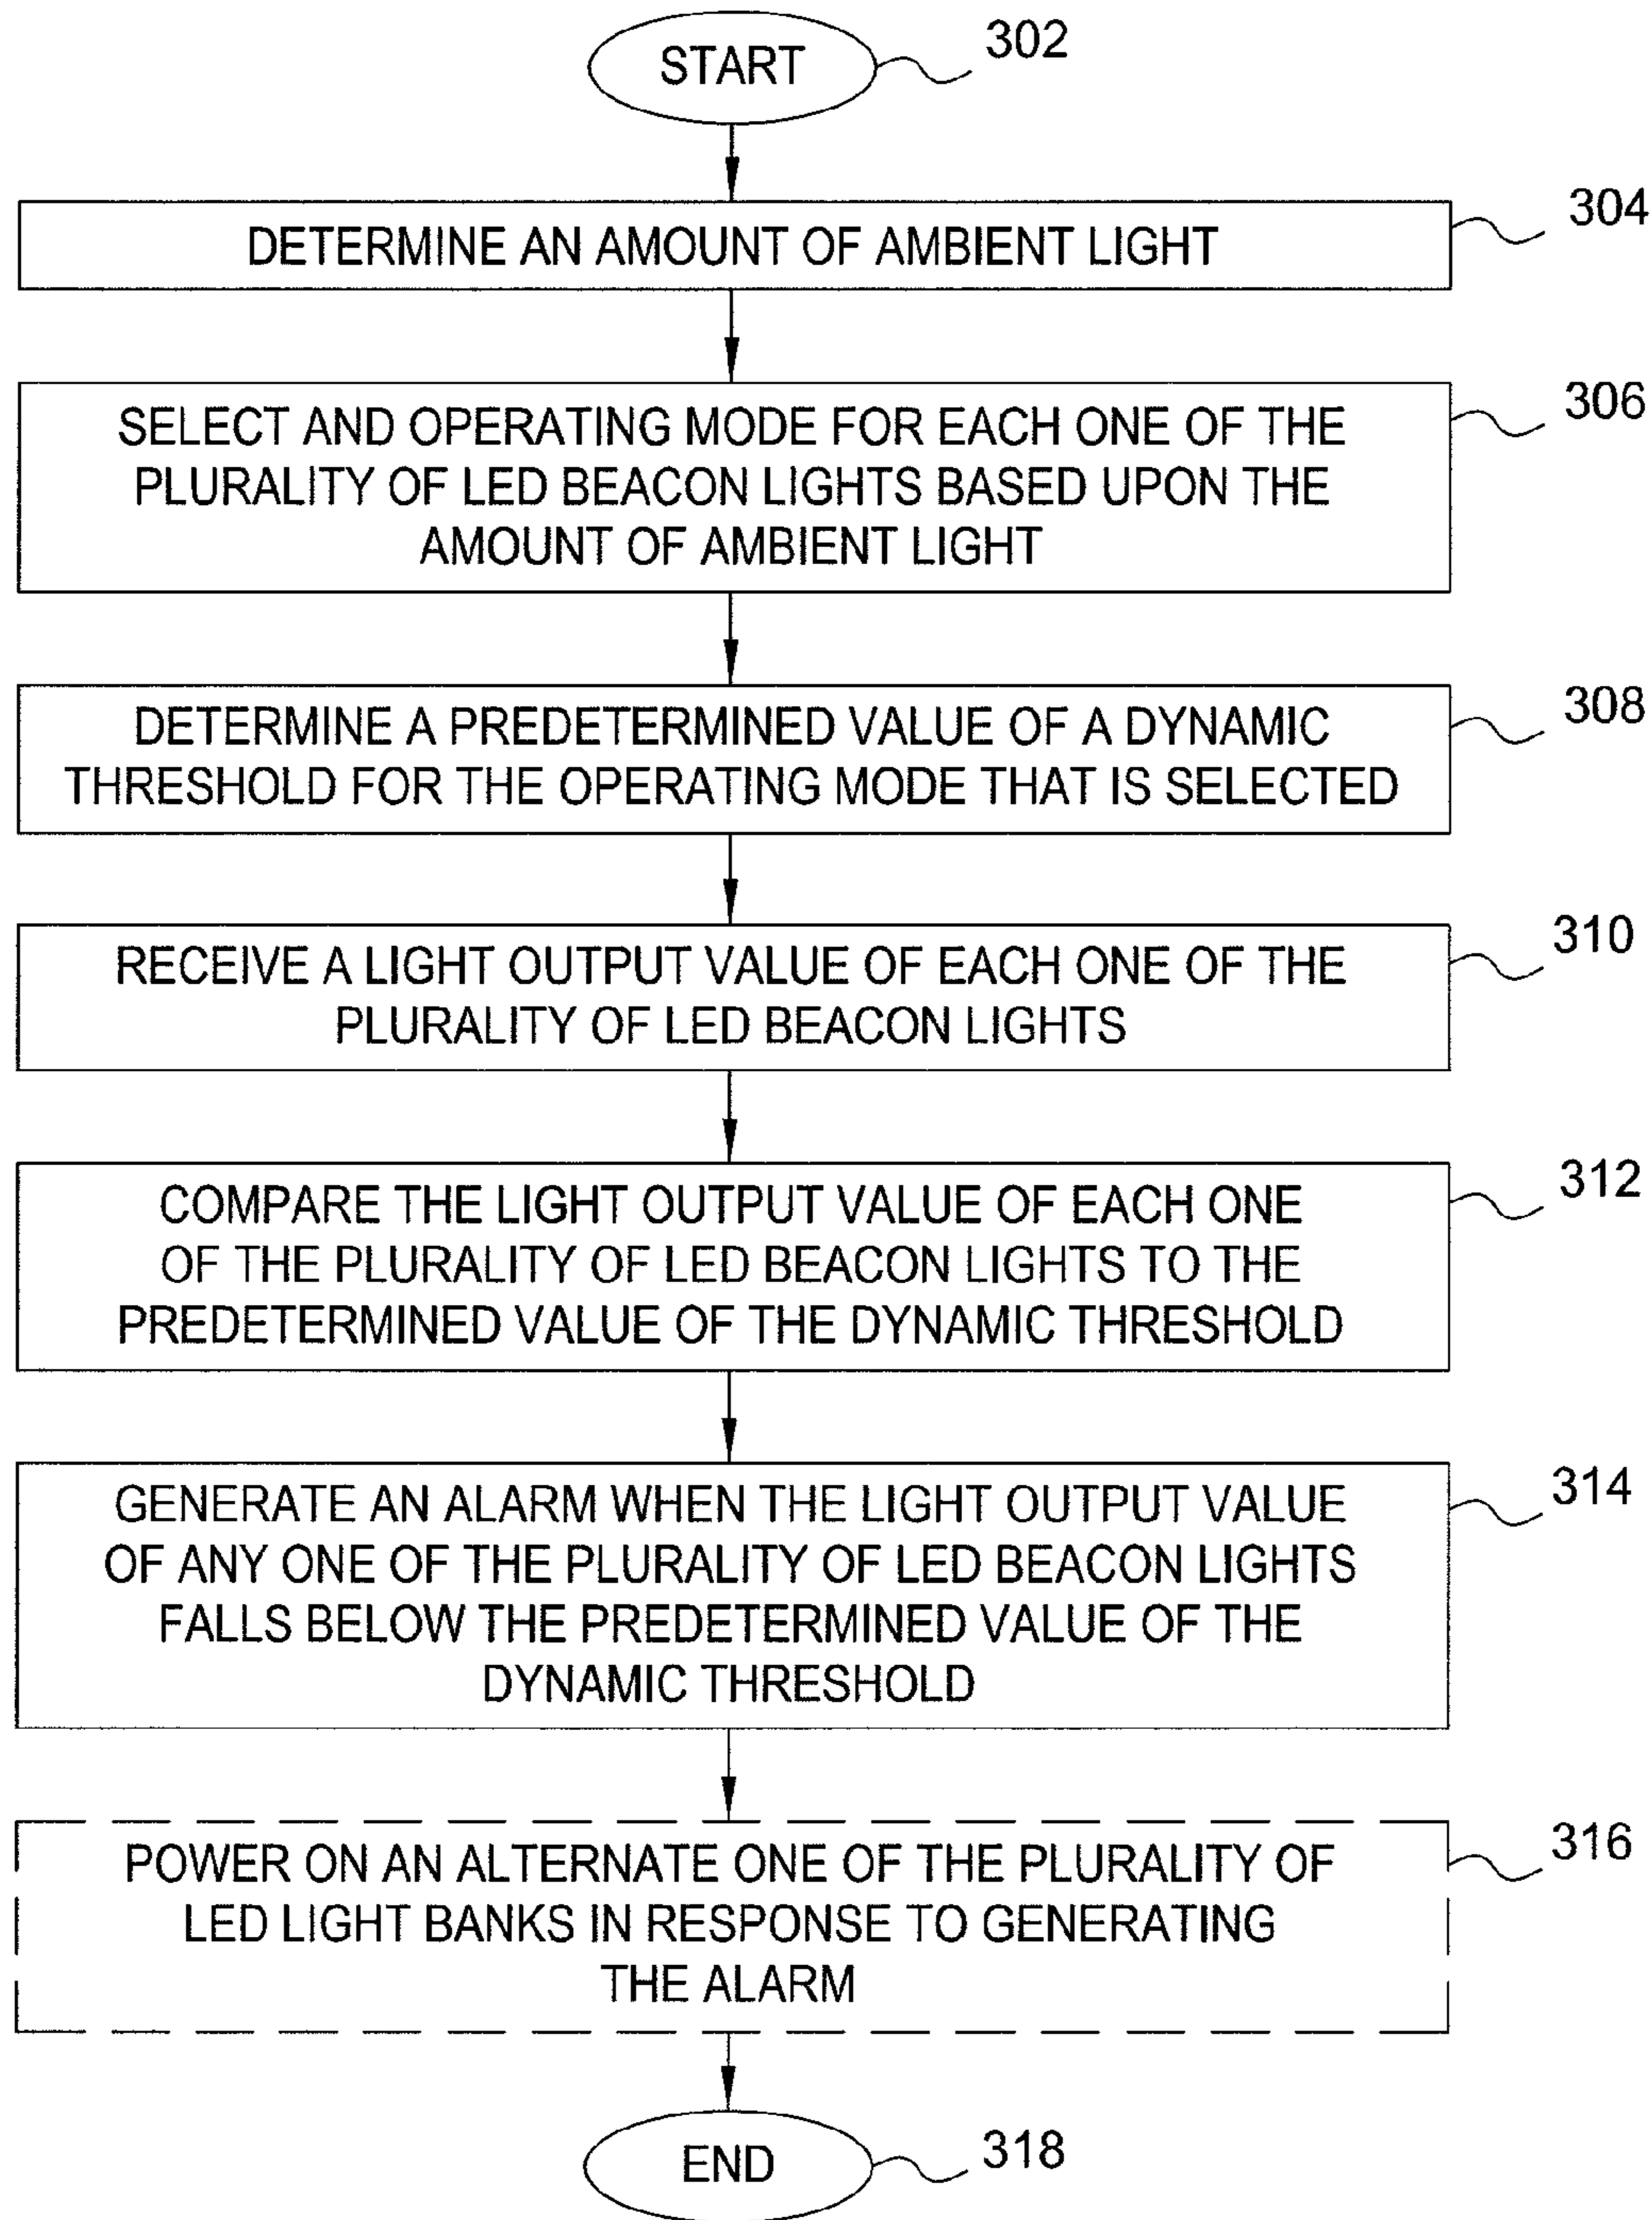 START
302
DETERMINE AN AMOUNT OF AMBIENT LIGHT
304
SELECT AND OPERATING MODE FOR EACH ONE OF THE
PLURALITY OF LED BEACON LIGHTS BASED UPON THE
AMOUNT OF AMBIENT LIGHT
306
DETERMINE A PREDETERMINED VALUE OF A DYNAMIC
THRESHOLD FOR THE OPERATING MODE THAT IS SELECTED
308
RECEIVE A LIGHT OUTPUT VALUE OF EACH ONE OF THE
PLURALITY OF LED BEACON LIGHTS
310
COMPARE THE LIGHT OUTPUT VALUE OF EACH ONE
OF THE PLURALITY OF LED BEACON LIGHTS TO THE
PREDETERMINED VALUE OF THE DYNAMIC THRESHOLD
312
GENERATE AN ALARM WHEN THE LIGHT OUTPUT VALUE
OF ANY ONE OF THE PLURALITY OF LED BEACON LIGHTS
FALLS BELOW THE PREDETERMINED VALUE OF THE
DYNAMIC THRESHOLD
314
POWER ON AN ALTERNATE ONE OF THE PLURALITY OF
LED LIGHT BANKS IN RESPONSE TO GENERATING
THE ALARM
316
END
318